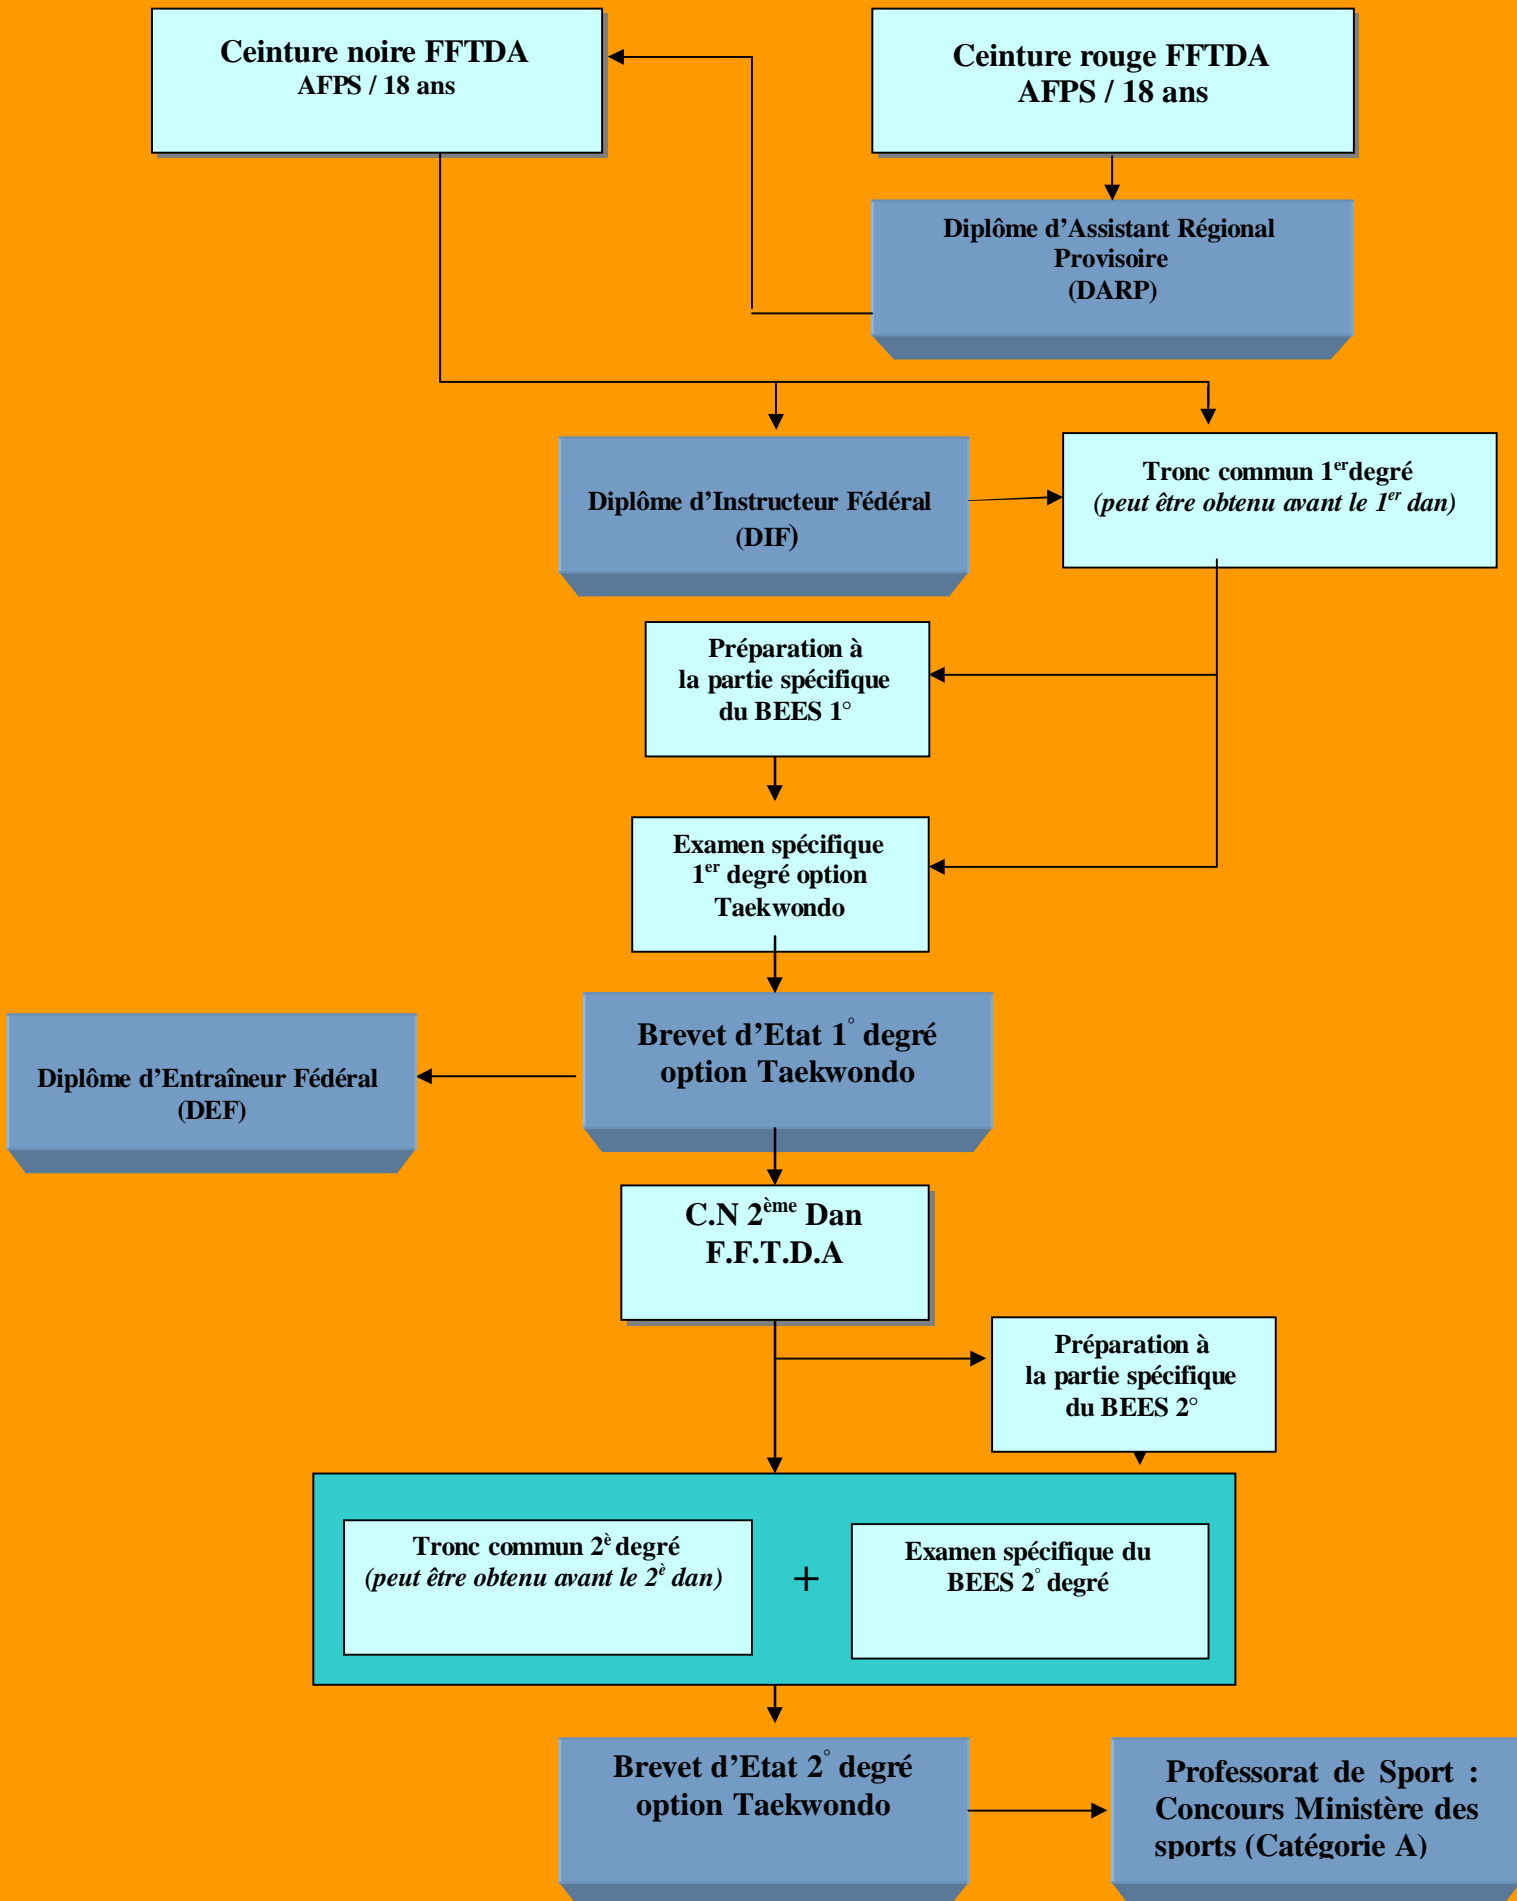 Ceinture noire FFTDA
AFPS / 18 ans
Ceinture rouge FFTDA
AFPS / 18 ans
Diplôme d’Assistant Régional
Provisoire
(DARP)
Diplôme d’Instructeur Fédéral
(DIF)
Tronc commun 1er degré
(peut être obtenu avant le 1er dan)
Préparation à
la partie spécifique
du BEES 1°
Examen spécifique
1er degré option
Taekwondo
Brevet d’Etat 1° degré
option Taekwondo
Diplôme d’Entraîneur Fédéral
(DEF)
C.N 2ème Dan
F.F.T.D.A
Préparation à
la partie spécifique
du BEES 2°
Tronc commun 2è degré
(peut être obtenu avant le 2è dan)
+
Examen spécifique du
BEES 2° degré
Brevet d’Etat 2° degré
option Taekwondo
Professorat de Sport :
Concours Ministère des
sports (Catégorie A)